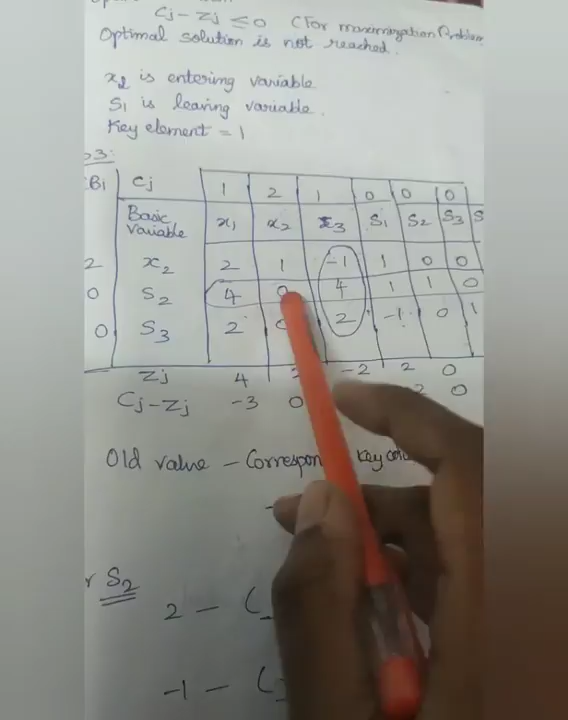 Cj - Zj ≤ 0 (For maximization Problem
Optimal solution is not reached.
x2 is entering variable
S1 is leaving variable.
Key element = 1
p3:
CBi Cj 1 2 1 0 0 0
Basic variable x1 x2 x3 S1 S2 S3 S
2 x2 2 1 -1 1 0 0
0 S2 4 0 4 1 1 0
0 S3 2 2 -1 0 1
Zj 4 -2 2 0
Cj-Zj -3 0 0
Old value - Correspon key
r S2
2 - (
-1 - (